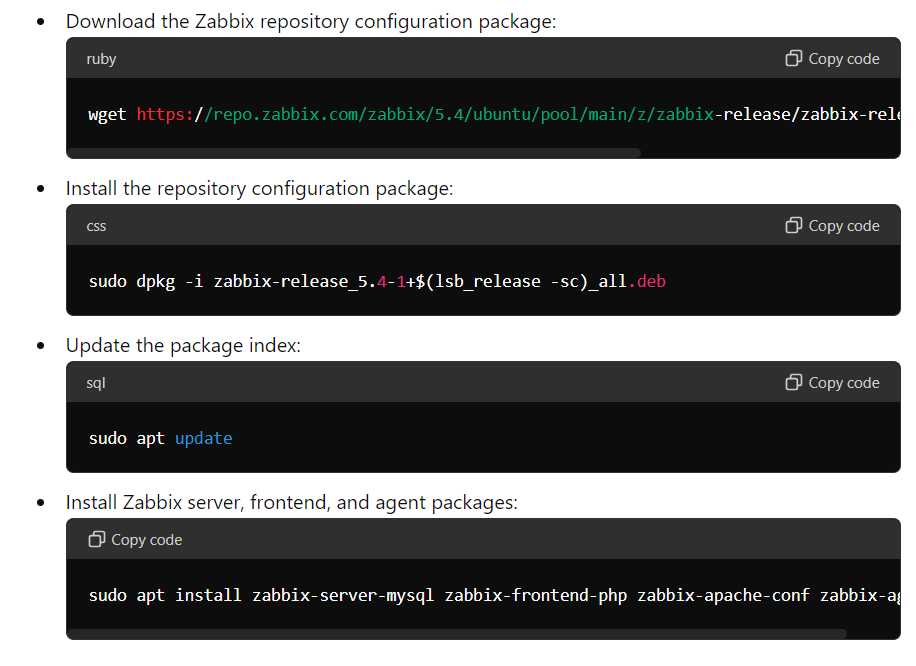 Download the Zabbix repository configuration package:
ruby Copy code
wget https://repo.zabbix.com/zabbix/5.4/ubuntu/pool/main/z/zabbix-release/zabbix-rele
Install the repository configuration package:
css Copy code
sudo dpkg -i zabbix-release_5.4-1+$(lsb_release -sc)_all.deb
Update the package index:
sql Copy code
sudo apt update
Install Zabbix server, frontend, and agent packages:
Copy code
sudo apt install zabbix-server-mysql zabbix-frontend-php zabbix-apache-conf zabbix-ag